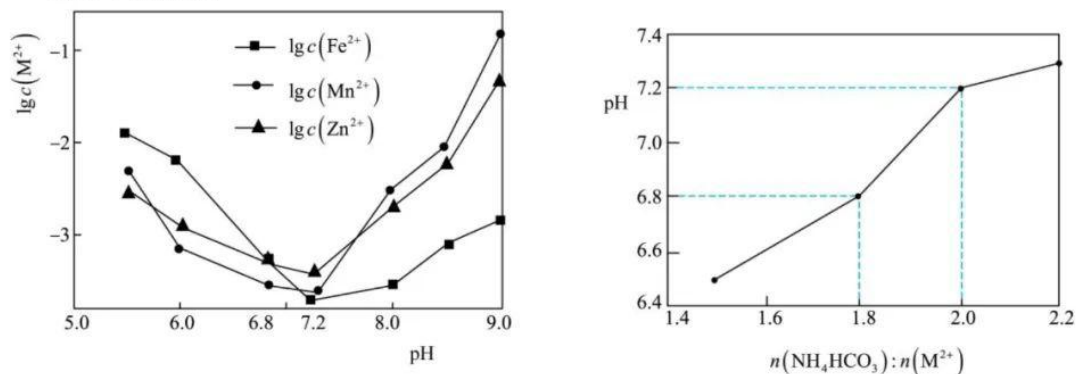 lg c(M²⁺)
−1
−2
−3
lg c(Fe²⁺)
lg c(Mn²⁺)
lg c(Zn²⁺)
5.0 6.0 6.8 7.2 8.0 9.0
pH
pH
7.4
7.2
7.0
6.8
6.6
6.4
1.4 1.6 1.8 2.0 2.2
n(NH₄HCO₃):n(M²⁺)